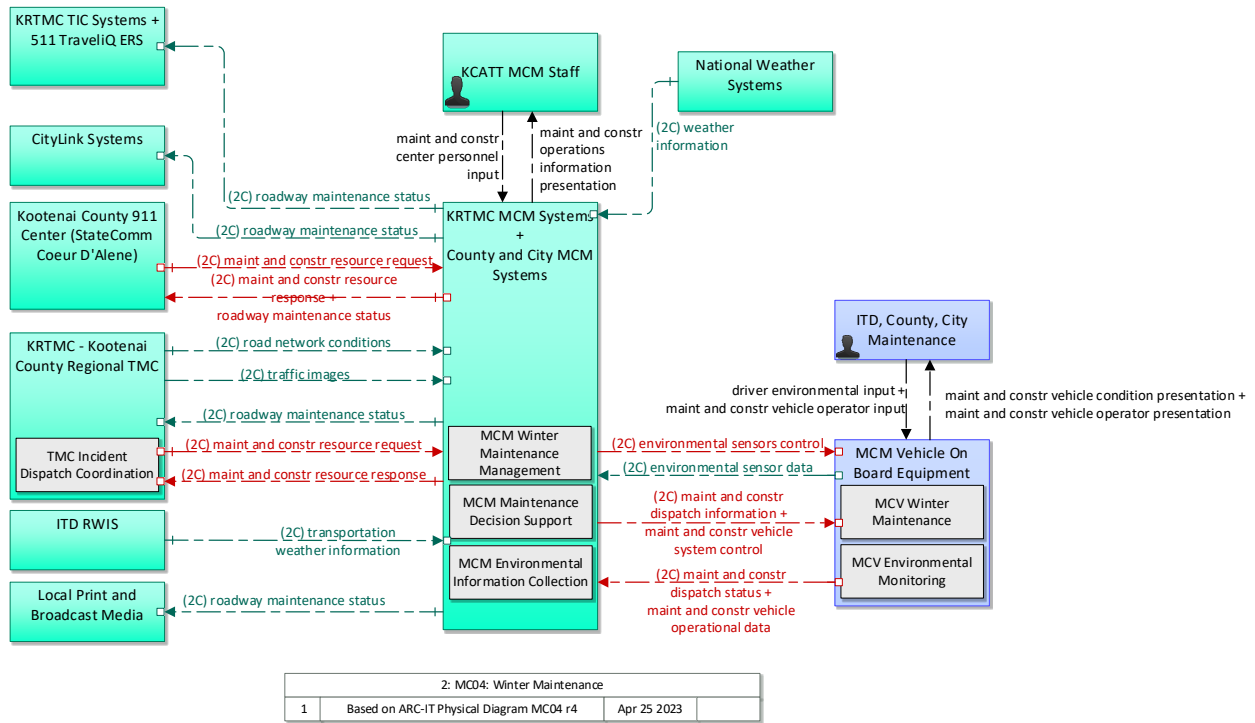 KRTMC TIC Systems +
511 TraveliQ ERS
KCATT MCM Staff
National Weather
Systems
CityLink Systems
maint and constr
center personnel
input
maint and constr
operations
information
presentation
(2C) weather
information
(2C) roadway maintenance status
(2C) roadway maintenance status
Kootenai County 911
Center (StateComm
Coeur D'Alene)
KRTMC MCM Systems
+
County and City MCM
Systems
(2C) maint and constr resource request
(2C) maint and constr resource
response +
roadway maintenance status
ITD, County, City
Maintenance
KRTMC - Kootenai
County Regional TMC
(2C) road network conditions
(2C) traffic images
(2C) roadway maintenance status
driver environmental input +
maint and constr vehicle operator input
maint and constr vehicle condition presentation +
maint and constr vehicle operator presentation
TMC Incident
Dispatch Coordination
(2C) maint and constr resource request
(2C) maint and constr resource response
MCM Winter
Maintenance
Management
(2C) environmental sensors control
(2C) environmental sensor data
MCM Vehicle On
Board Equipment
MCM Maintenance
Decision Support
(2C) maint and constr
dispatch information +
maint and constr vehicle
system control
MCV Winter
Maintenance
ITD RWIS
(2C) transportation
weather information
MCM Environmental
Information Collection
(2C) maint and constr
dispatch status +
maint and constr vehicle
operational data
MCV Environmental
Monitoring
Local Print and
Broadcast Media
(2C) roadway maintenance status
2: MC04: Winter Maintenance
1 Based on ARC-IT Physical Diagram MC04 r4 Apr 25 2023